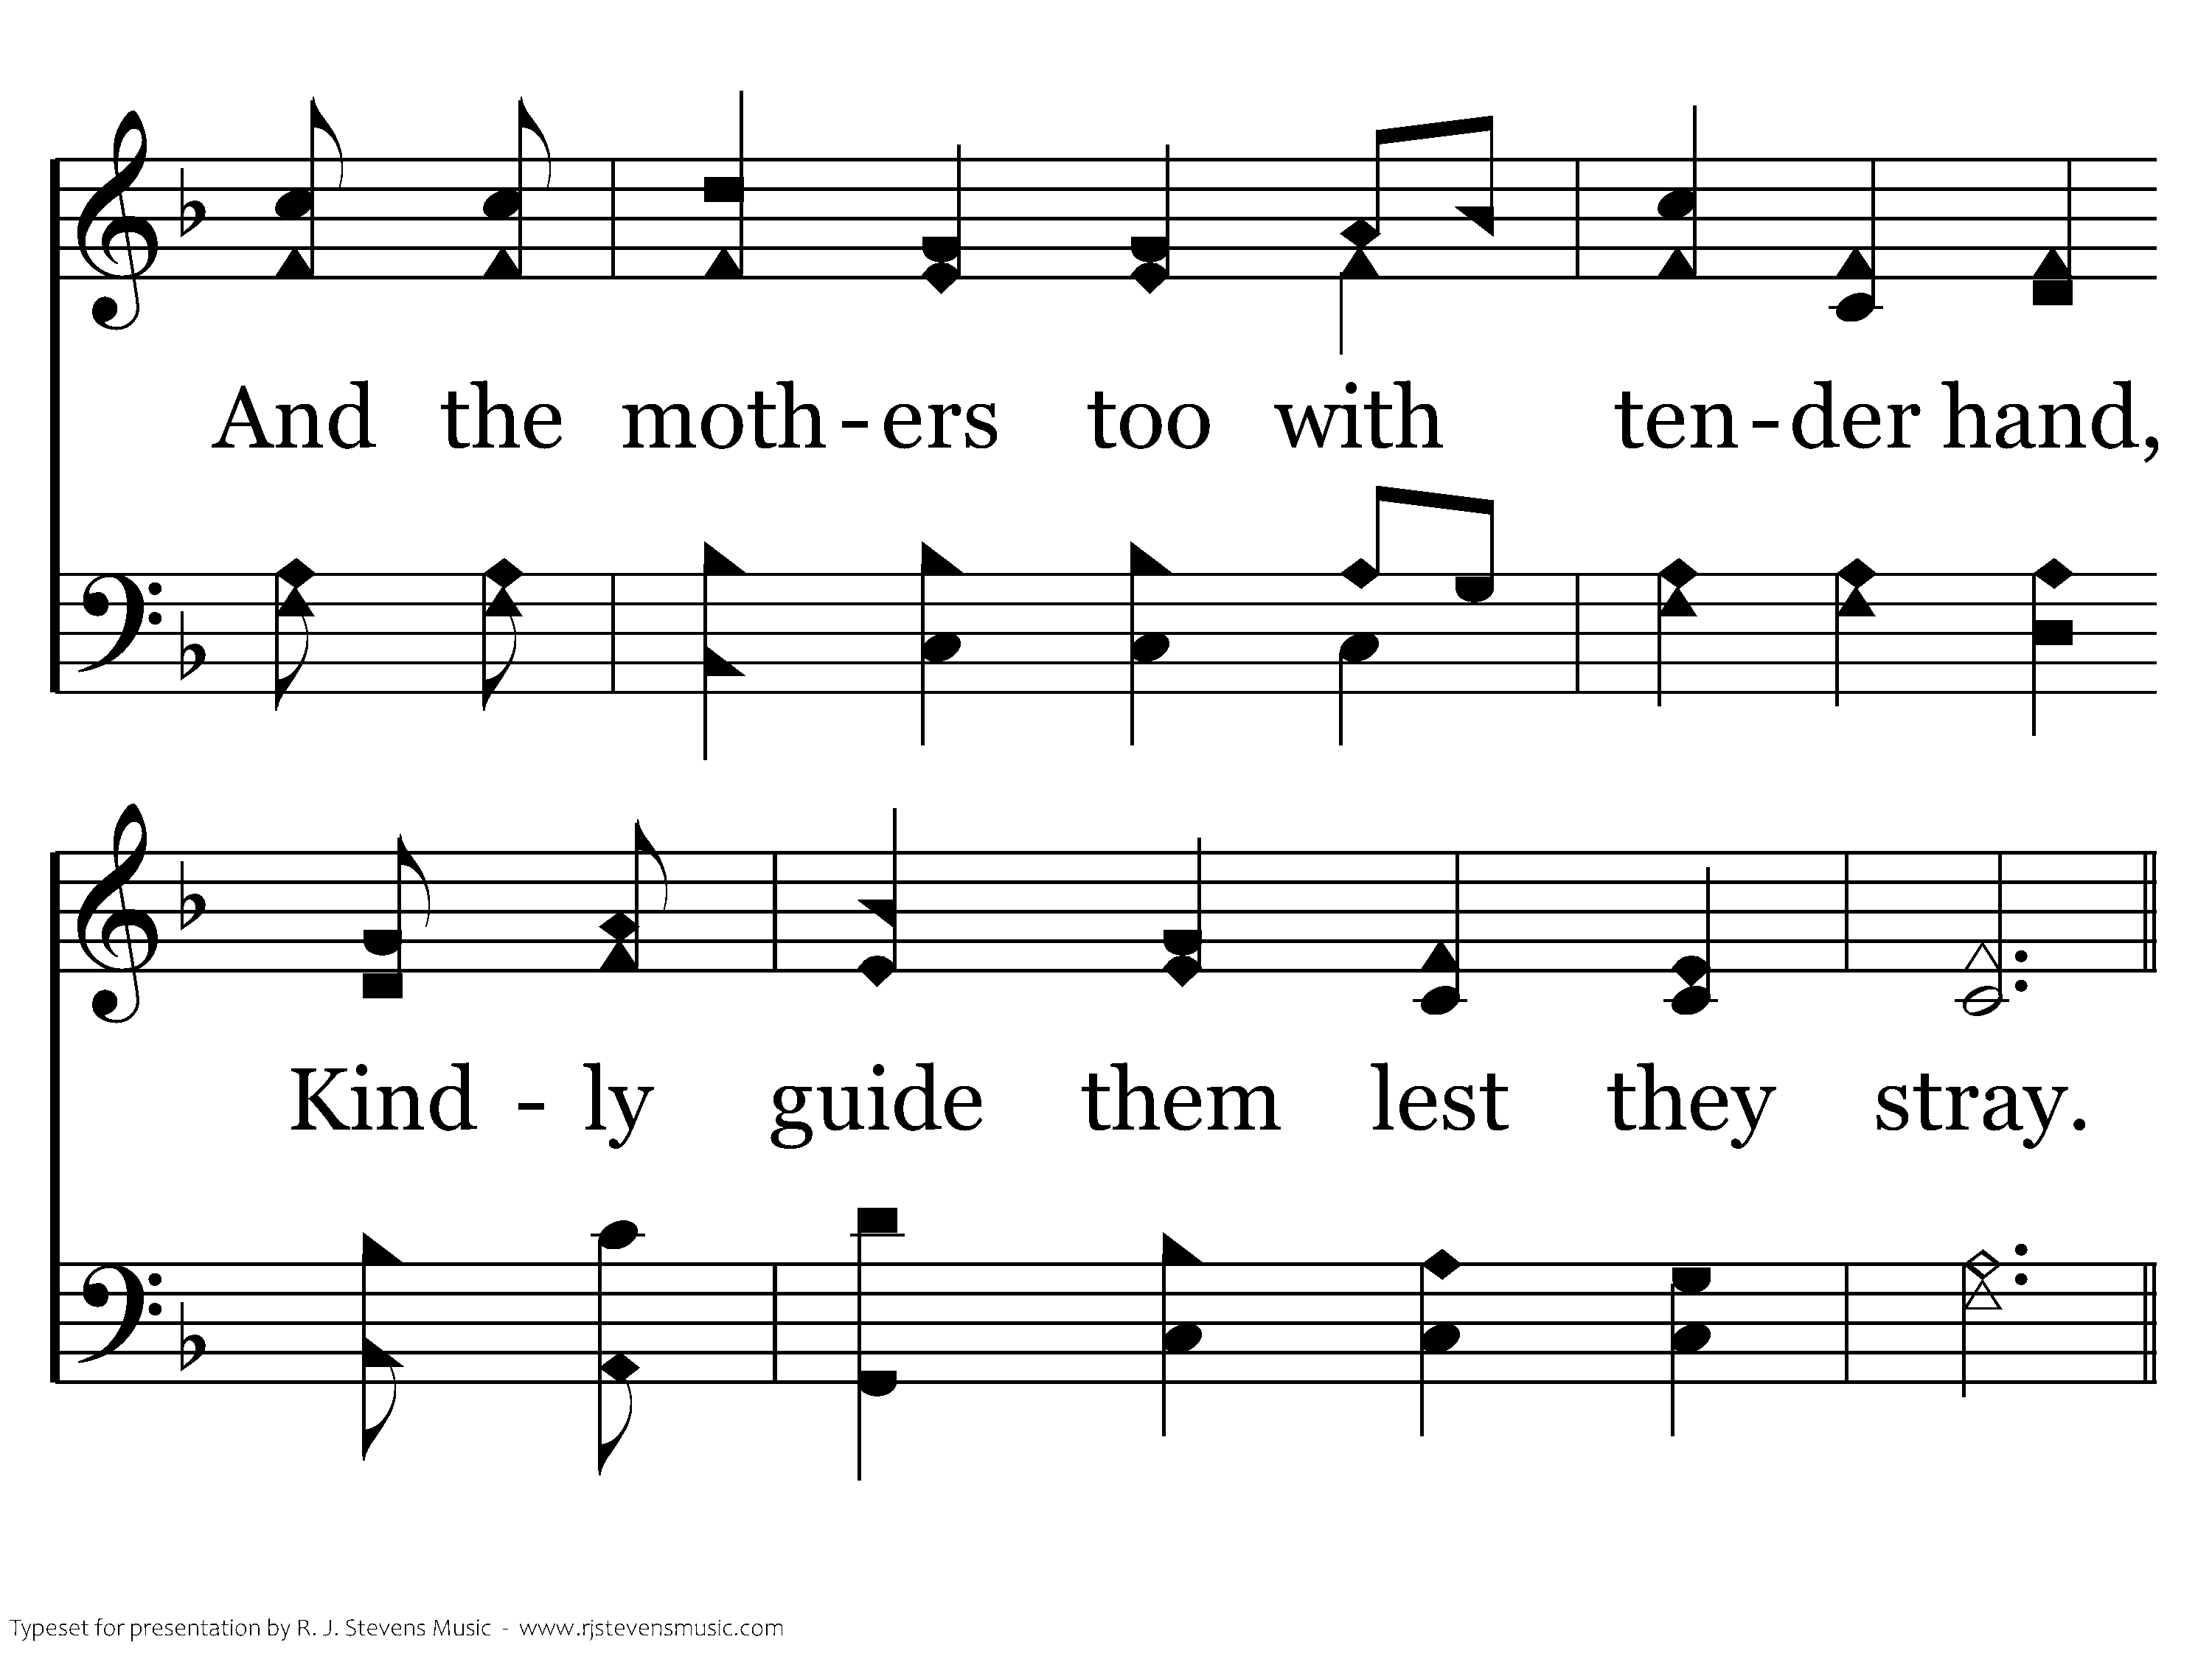 And the moth-ers too with ten-der hand,
Kind - ly guide them lest they stray.
Typeset for presentation by R. J. Stevens Music - www.rjstevensmusic.com